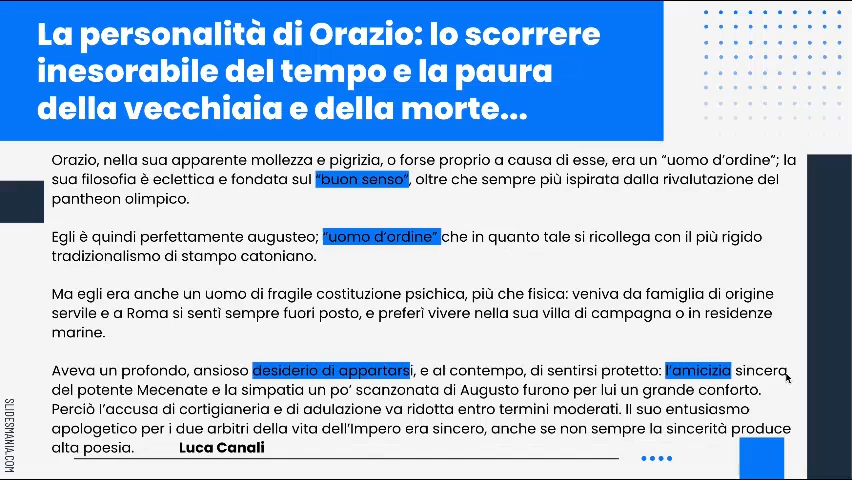 La personalità di Orazio: lo scorrere
inesorabile del tempo e la paura
della vecchiaia e della morte...
Orazio, nella sua apparente mollezza e pigrizia, o forse proprio a causa di esse, era un “uomo d’ordine”; la
sua filosofia è eclettica e fondata sul “buon senso”, oltre che sempre più ispirata dalla rivalutazione del
pantheon olimpico.
Egli è quindi perfettamente augusteo; “uomo d’ordine” che in quanto tale si ricollega con il più rigido
tradizionalismo di stampo catoniano.
Ma egli era anche un uomo di fragile costituzione psichica, più che fisica: veniva da famiglia di origine
servile e a Roma si sentì sempre fuori posto, e preferì vivere nella sua villa di campagna o in residenze
marine.
Aveva un profondo, ansioso desiderio di appartarsi, e al contempo, di sentirsi protetto: l’amicizia sincera
del potente Mecenate e la simpatia un po’ scanzonata di Augusto furono per lui un grande conforto.
Perciò l’accusa di cortigianeria e di adulazione va ridotta entro termini moderati. Il suo entusiasmo
apologetico per i due arbitri della vita dell’Impero era sincero, anche se non sempre la sincerità produce
alta poesia. Luca Canali
SLIDESMANIA.COM